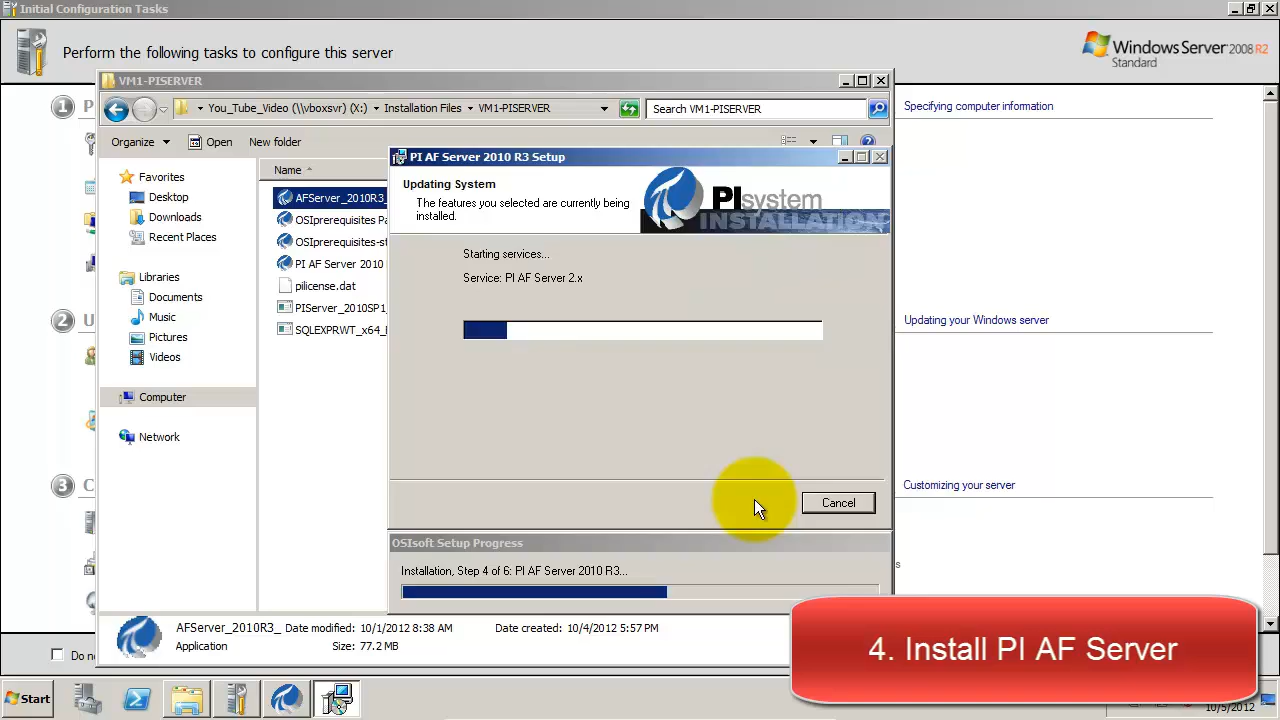 Initial Configuration Tasks
Perform the following tasks to configure this server
Windows Server 2008 R2
Standard
VM1-PISERVER
You_Tube_Video (\\vboxsvr) (X:)
Installation Files
VM1-PISERVER
Search VM1-PISERVER
Specifying computer information
1 P
Organize
Open
New folder
Name
Favorites
Desktop
Downloads
Recent Places
Libraries
Documents
Music
Pictures
Videos
Computer
Network
AFServer_2010R3_
OSIprerequisites Pa
OSIprerequisites-st
PI AF Server 2010
pilicense.dat
PIServer_2010SP1_
SQLEXPRWT_x64_E
PI AF Server 2010 R3 Setup
Updating System
The features you selected are currently being
installed.
PIsystem
INSTALLATION
Starting services...
Service: PI AF Server 2.x
2 U
Updating your Windows server
3 C
Customizing your server
Cancel
OSIsoft Setup Progress
Installation, Step 4 of 6: PI AF Server 2010 R3...
s
AFServer_2010R3_ Date modified: 10/1/2012 8:38 AM Date created: 10/4/2012 5:57 PM
Application Size: 77.2 MB
Do no
4. Install PI AF Server
Start
10/5/2012